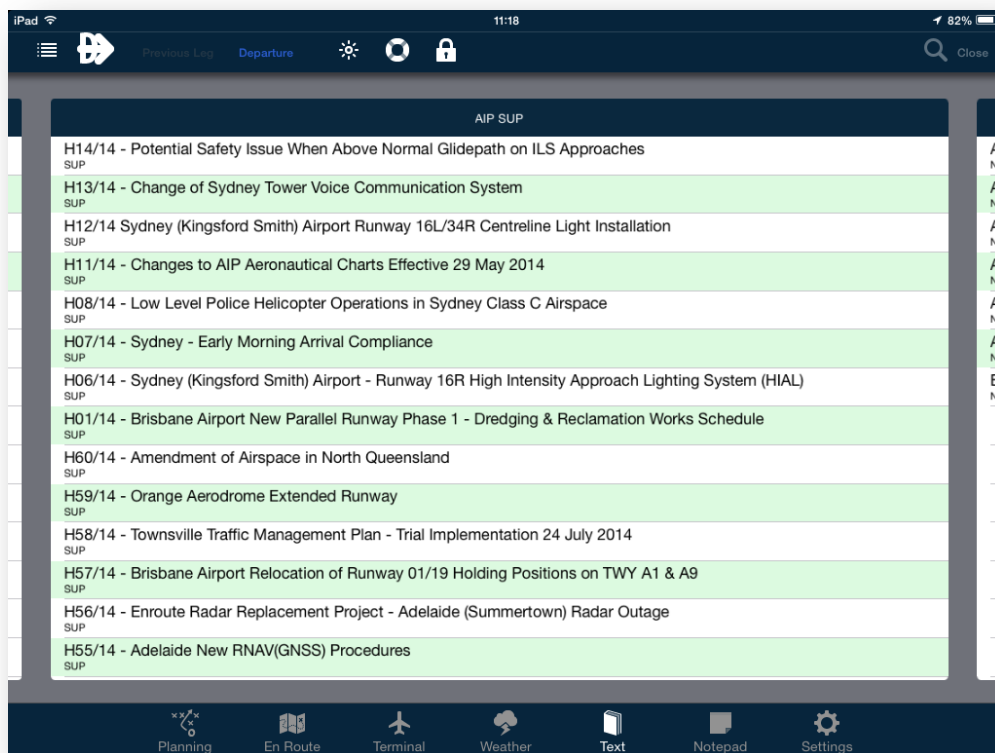 iPad 11:18 82%
Previous Leg Departure Close
AIP SUP
H14/14 - Potential Safety Issue When Above Normal Glidepath on ILS Approaches
SUP
H13/14 - Change of Sydney Tower Voice Communication System
SUP
H12/14 Sydney (Kingsford Smith) Airport Runway 16L/34R Centreline Light Installation
SUP
H11/14 - Changes to AIP Aeronautical Charts Effective 29 May 2014
SUP
H08/14 - Low Level Police Helicopter Operations in Sydney Class C Airspace
SUP
H07/14 - Sydney - Early Morning Arrival Compliance
SUP
H06/14 - Sydney (Kingsford Smith) Airport - Runway 16R High Intensity Approach Lighting System (HIAL)
SUP
H01/14 - Brisbane Airport New Parallel Runway Phase 1 - Dredging & Reclamation Works Schedule
SUP
H60/14 - Amendment of Airspace in North Queensland
SUP
H59/14 - Orange Aerodrome Extended Runway
SUP
H58/14 - Townsville Traffic Management Plan - Trial Implementation 24 July 2014
SUP
H57/14 - Brisbane Airport Relocation of Runway 01/19 Holding Positions on TWY A1 & A9
SUP
H56/14 - Enroute Radar Replacement Project - Adelaide (Summertown) Radar Outage
SUP
H55/14 - Adelaide New RNAV(GNSS) Procedures
SUP
Planning En Route Terminal Weather Text Notepad Settings